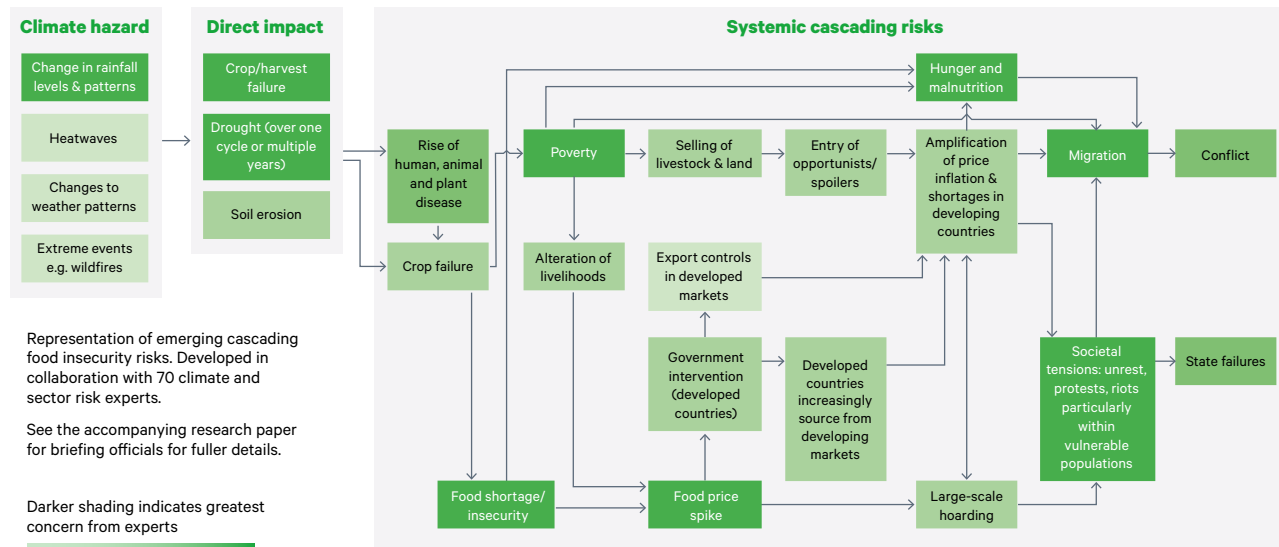 Climate hazard
Change in rainfall
levels & patterns
Heatwaves
Changes to
weather patterns
Extreme events
e.g. wildfires
Direct impact
Crop/harvest
failure
Drought (over one
cycle or multiple
years)
Soil erosion
Systemic cascading risks
Rise of
human, animal
and plant
disease
Crop failure
Poverty
Alteration of
livelihoods
Selling of
livestock & land
Entry of
opportunists/
spoilers
Hunger and
malnutrition
Amplification
of price
inflation &
shortages in
developing
countries
Migration
Conflict
Export controls
in developed
markets
Government
intervention
(developed
countries)
Developed
countries
increasingly
source from
developing
markets
Societal
tensions: unrest,
protests, riots
particularly
within
vulnerable
populations
State failures
Food shortage/
insecurity
Food price
spike
Large-scale
hoarding
Representation of emerging cascading
food insecurity risks. Developed in
collaboration with 70 climate and
sector risk experts.
See the accompanying research paper
for briefing officials for fuller details.
Darker shading indicates greatest
concern from experts